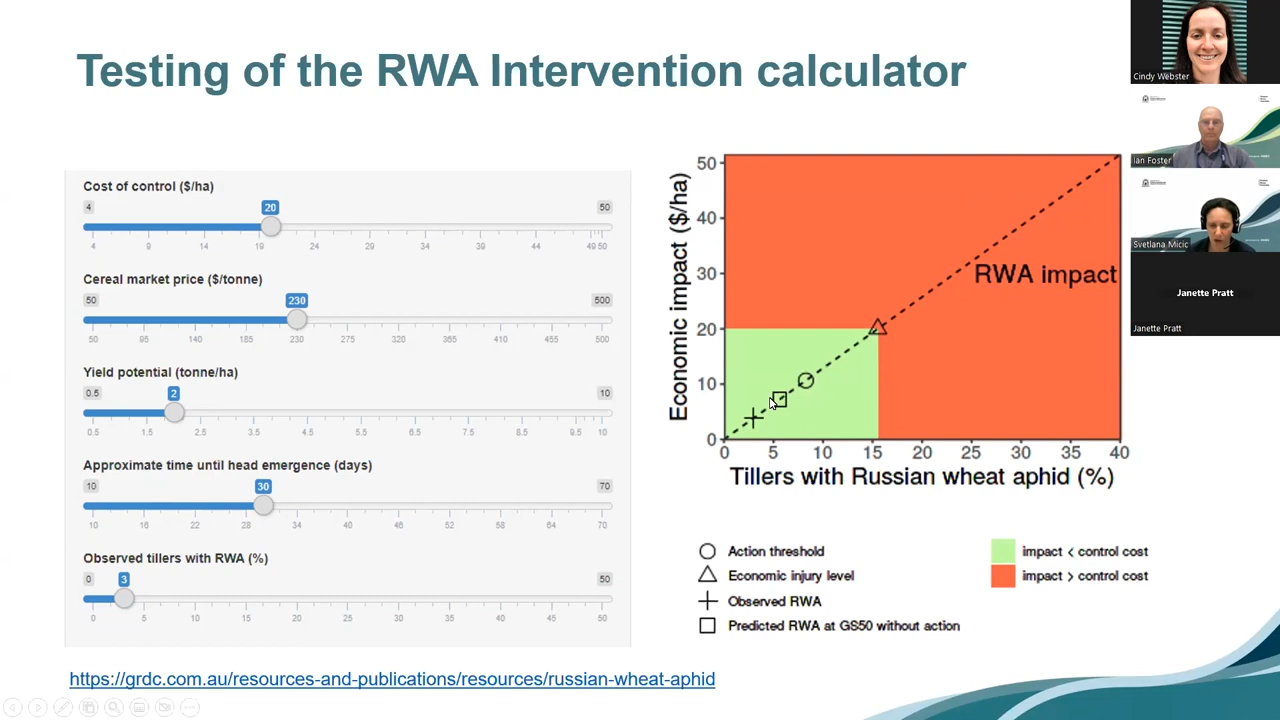 Testing of the RWA Intervention calculator
Cost of control ($/ha)
4 20 50
4 9 14 19 24 29 34 39 44 49 50
Cereal market price ($/tonne)
50 230 500
50 95 140 185 230 275 320 365 410 455 500
Yield potential (tonne/ha)
0.5 2 10
0.5 1.5 2.5 3.5 4.5 5.5 6.5 7.5 8.5 9.5 10
Approximate time until head emergence (days)
10 30 70
10 16 22 28 34 40 46 52 58 64 70
Observed tillers with RWA (%)
0 3 50
0 5 10 15 20 25 30 35 40 45 50
https://grdc.com.au/resources-and-publications/resources/russian-wheat-aphid
Economic impact ($/ha)
50
40
30
20
10
0
RWA impact
0 5 10 15 20 25 30 35 40
Tillers with Russian wheat aphid (%)
Action threshold
Economic injury level
Observed RWA
Predicted RWA at GS50 without action
impact < control cost
impact > control cost
Cindy Webster
Ian Foster
Svetlana Micic
Janette Pratt
Janette Pratt